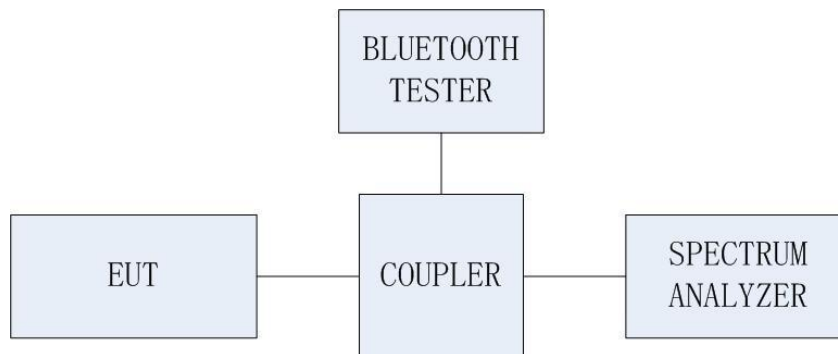 BLUETOOTH
TESTER
EUT
COUPLER
SPECTRUM
ANALYZER